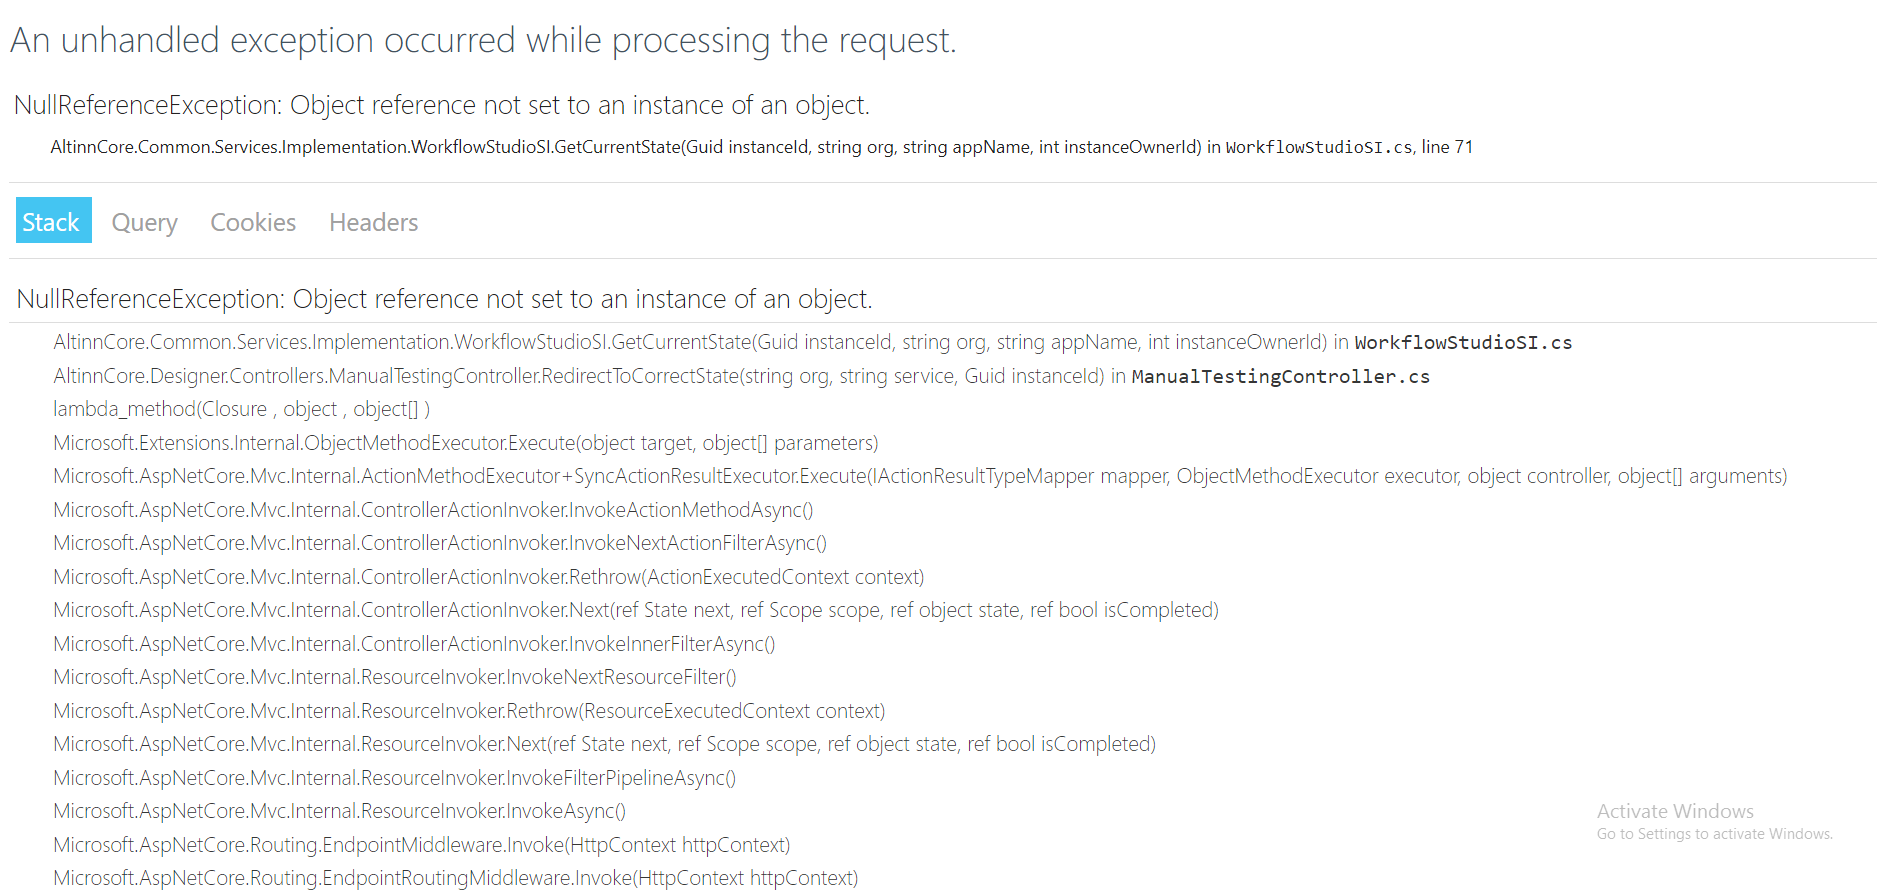 An unhandled exception occurred while processing the request.
NullReferenceException: Object reference not set to an instance of an object.
AltinnCore.Common.Services.Implementation.WorkflowStudioSI.GetCurrentState(Guid instanceId, string org, string appName, int instanceOwnerId) in WorkflowStudioSI.cs, line 71
Stack Query Cookies Headers
NullReferenceException: Object reference not set to an instance of an object.
AltinnCore.Common.Services.Implementation.WorkflowStudioSI.GetCurrentState(Guid instanceId, string org, string appName, int instanceOwnerId) in WorkflowStudioSI.cs
AltinnCore.Designer.Controllers.ManualTestingController.RedirectToCorrectState(string org, string service, Guid instanceId) in ManualTestingController.cs
lambda_method(Closure , object , object[] )
Microsoft.Extensions.Internal.ObjectMethodExecutor.Execute(object target, object[] parameters)
Microsoft.AspNetCore.Mvc.Internal.ActionMethodExecutor+SyncActionResultExecutor.Execute(IActionResultTypeMapper mapper, ObjectMethodExecutor executor, object controller, object[] arguments)
Microsoft.AspNetCore.Mvc.Internal.ControllerActionInvoker.InvokeActionMethodAsync()
Microsoft.AspNetCore.Mvc.Internal.ControllerActionInvoker.InvokeNextActionFilterAsync()
Microsoft.AspNetCore.Mvc.Internal.ControllerActionInvoker.Rethrow(ActionExecutedContext context)
Microsoft.AspNetCore.Mvc.Internal.ControllerActionInvoker.Next(ref State next, ref Scope scope, ref object state, ref bool isCompleted)
Microsoft.AspNetCore.Mvc.Internal.ControllerActionInvoker.InvokeInnerFilterAsync()
Microsoft.AspNetCore.Mvc.Internal.ResourceInvoker.InvokeNextResourceFilter()
Microsoft.AspNetCore.Mvc.Internal.ResourceInvoker.Rethrow(ResourceExecutedContext context)
Microsoft.AspNetCore.Mvc.Internal.ResourceInvoker.Next(ref State next, ref Scope scope, ref object state, ref bool isCompleted)
Microsoft.AspNetCore.Mvc.Internal.ResourceInvoker.InvokeFilterPipelineAsync()
Microsoft.AspNetCore.Mvc.Internal.ResourceInvoker.InvokeAsync()
Microsoft.AspNetCore.Routing.EndpointMiddleware.Invoke(HttpContext httpContext)
Microsoft.AspNetCore.Routing.EndpointRoutingMiddleware.Invoke(HttpContext httpContext)
Activate Windows
Go to Settings to activate Windows.